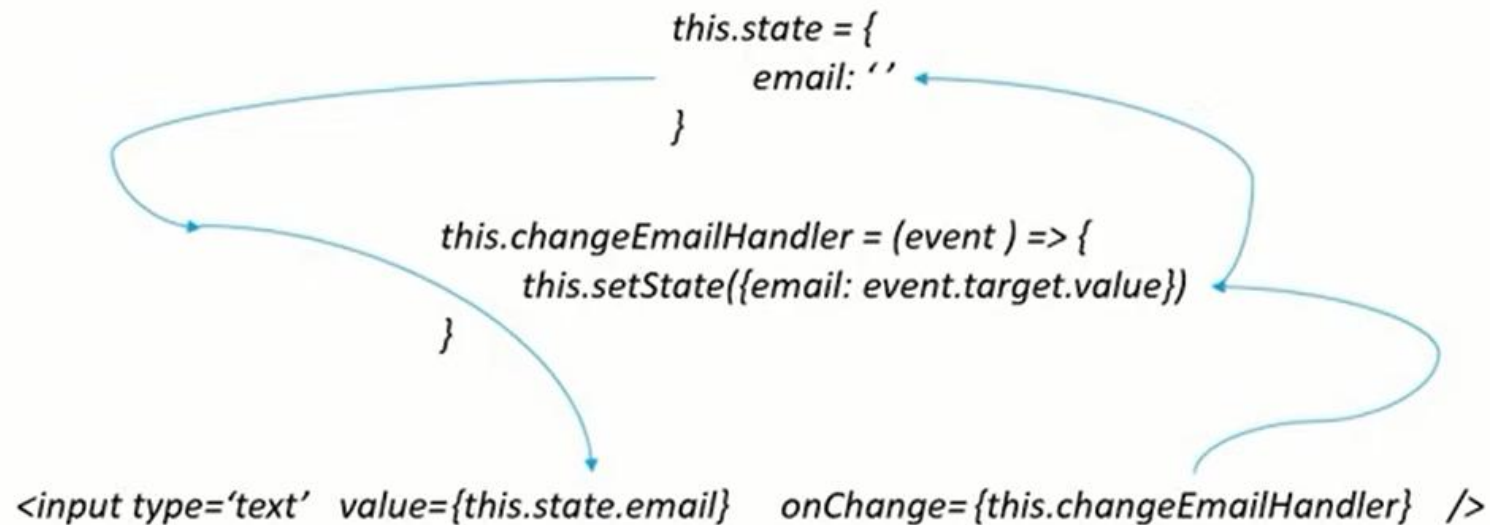 this.state = {
email: ‘ ’
}
this.changeEmailHandler = (event ) => {
this.setState({email: event.target.value})
}
<input type=‘text’ value={this.state.email} onChange={this.changeEmailHandler} />